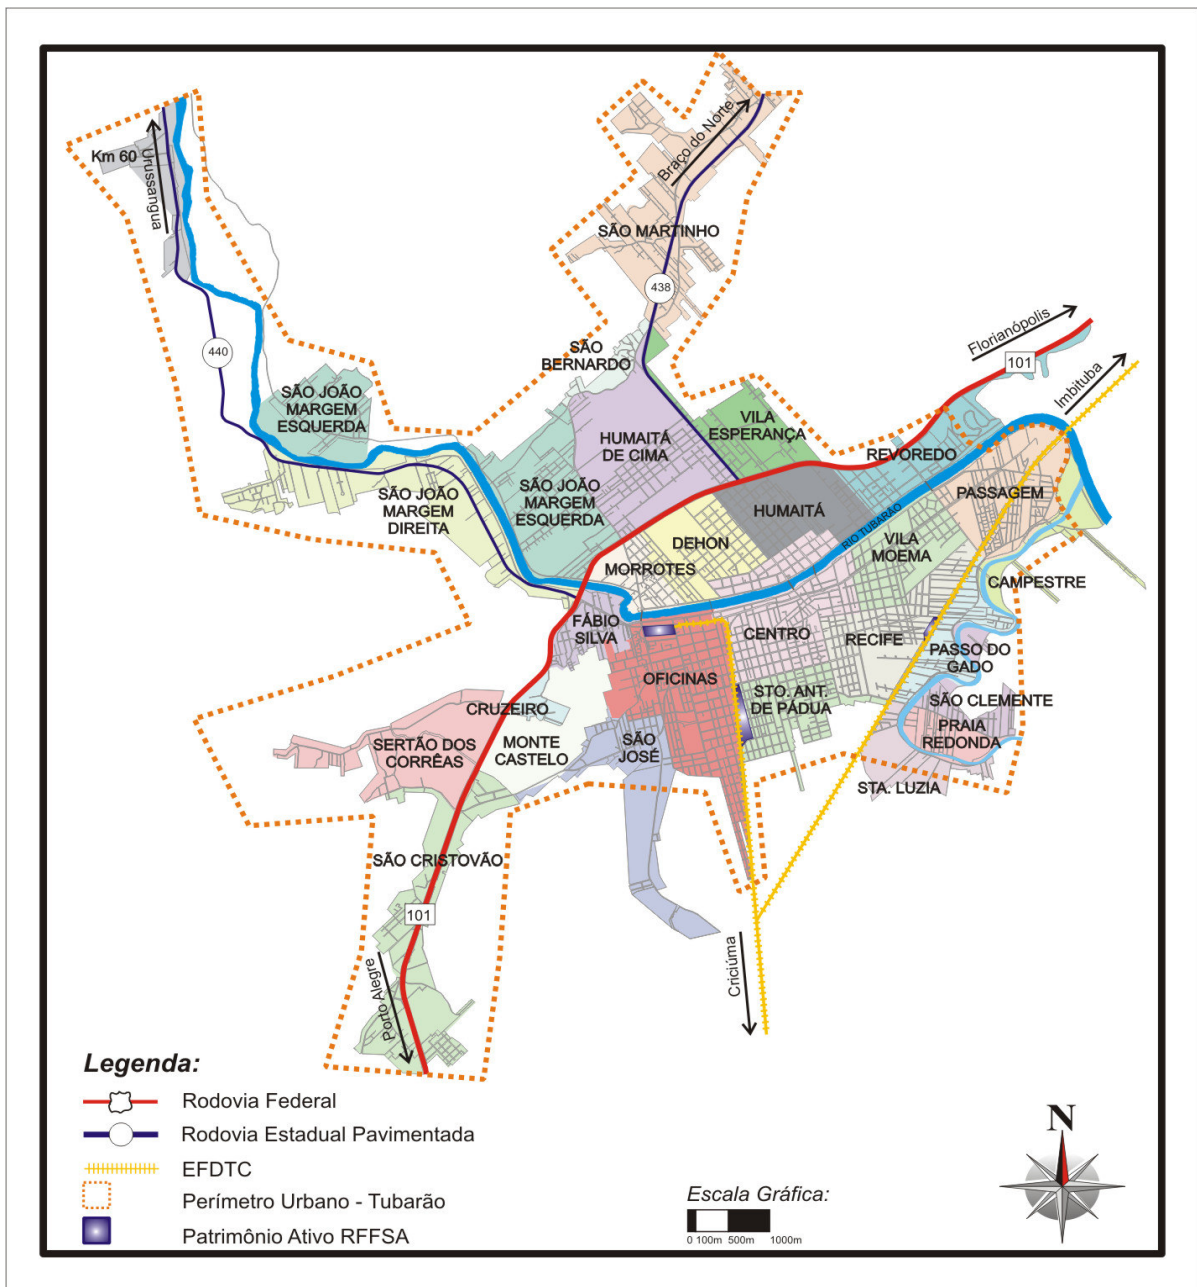 Km 60
Urussangua
Braço do Norte
SÃO MARTINHO
438
Florianópolis
101
Imbituba
440
SÃO
BERNARDO
SÃO JOÃO
MARGEM
ESQUERDA
VILA
ESPERANÇA
HUMAITÁ
DE CIMA
REVOREDO
SÃO JOÃO
MARGEM
DIREITA
SÃO JOÃO
MARGEM
ESQUERDA
PASSAGEM
HUMAITÁ
RIO TUBARÃO
DEHON
VILA
MOEMA
MORROTES
CAMPESTRE
FÁBIO
SILVA
CENTRO
RECIFE
PASSO DO
GADO
OFICINAS
STO. ANT.
DE PÁDUA
SÃO CLEMENTE
CRUZEIRO
PRAIA
REDONDA
SERTÃO DOS
CORRÊAS
MONTE
CASTELO
SÃO
JOSÉ
STA. LUZIA
SÃO CRISTOVÃO
101
Porto Alegre
Criciúma
Legenda:
Rodovia Federal
Rodovia Estadual Pavimentada
EFDTC
Perímetro Urbano - Tubarão
Patrimônio Ativo RFFSA
Escala Gráfica:
0 100m 500m 1000m
N